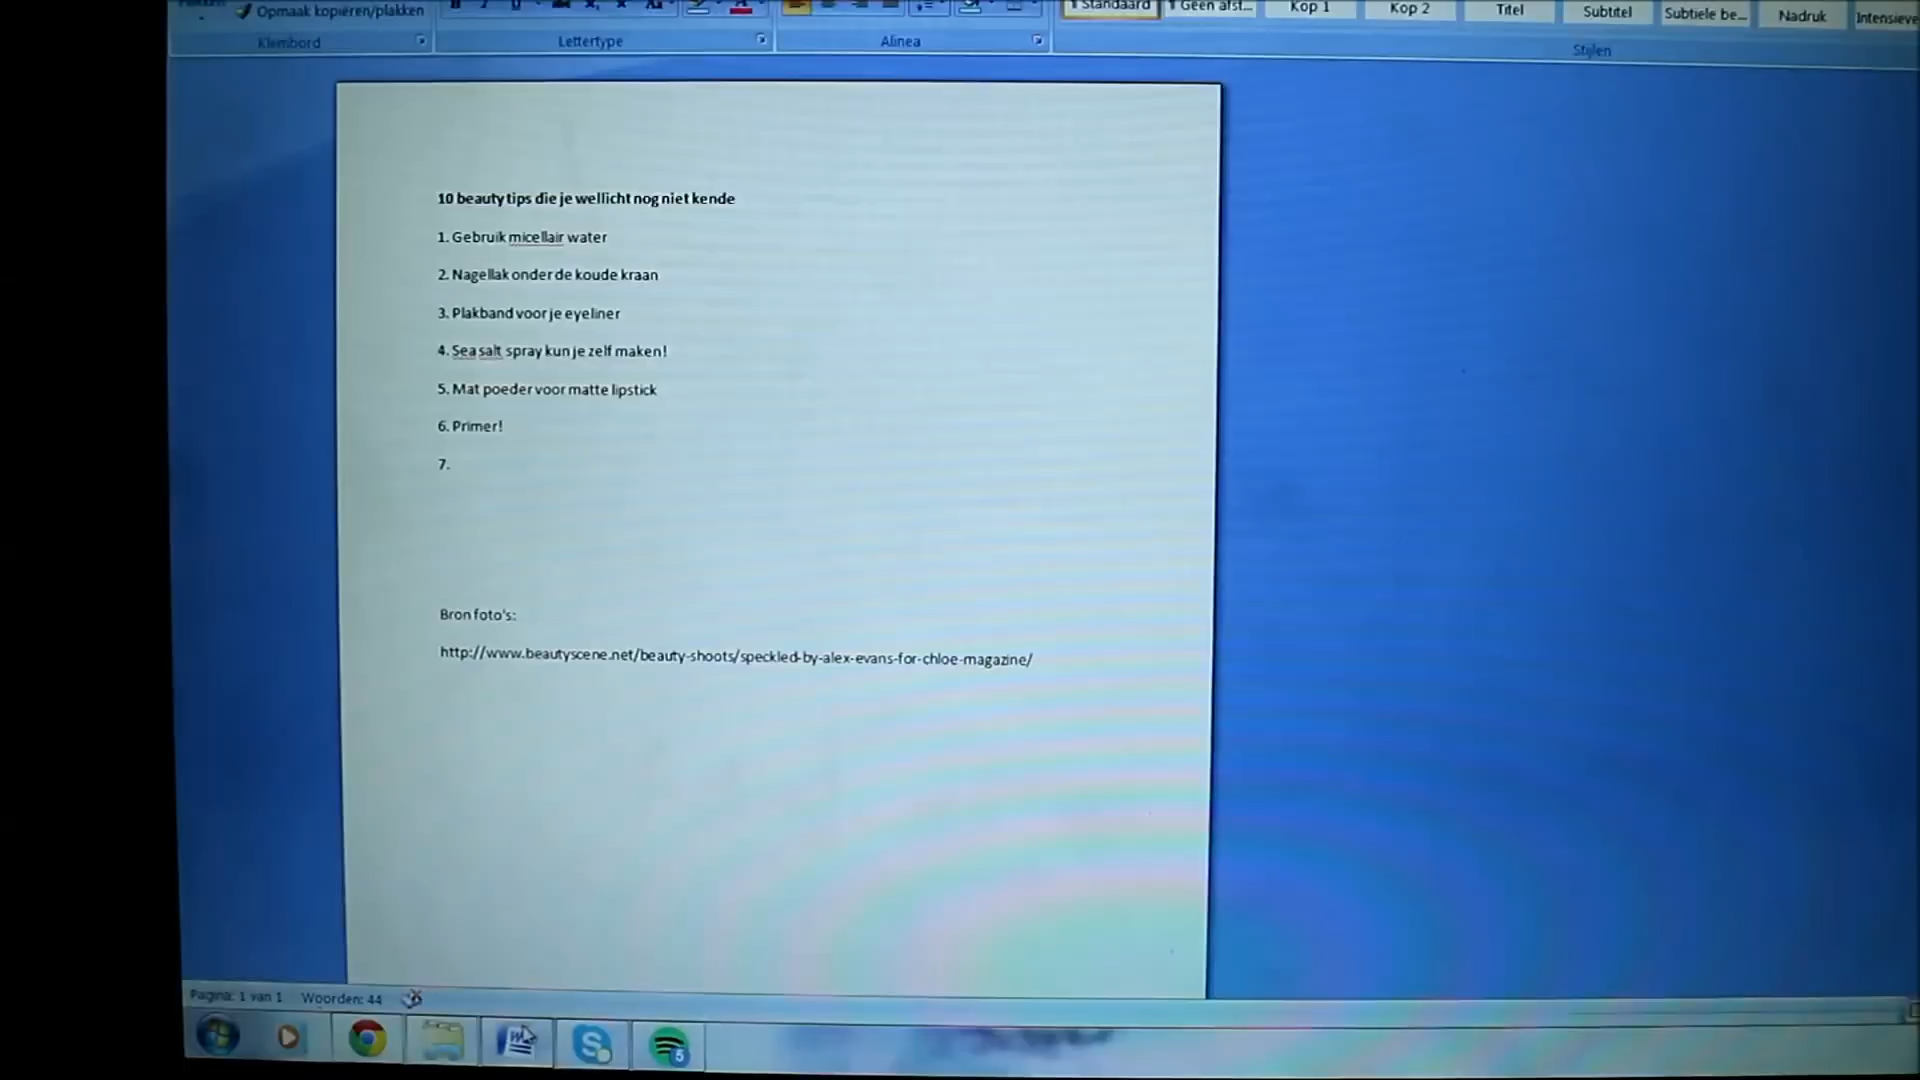 Opmaak kopiëren/plakken
Standaard
Geen afst...
Kop 1
Kop 2
Titel
Subtitel
Subtiele be...
Nadruk
Intensieve
Klembord
Lettertype
Alinea
Stijlen
10 beauty tips die je wellicht nog niet kende
1. Gebruik micellair water
2. Nagellak onder de koude kraan
3. Plakband voor je eyeliner
4. Sea salt spray kun je zelf maken!
5. Mat poeder voor matte lipstick
6. Primer!
7.
Bron foto's:
http://www.beautyscene.net/beauty-shoots/speckled-by-alex-evans-for-chloe-magazine/
Pagina: 1 van 1
Woorden: 44
5